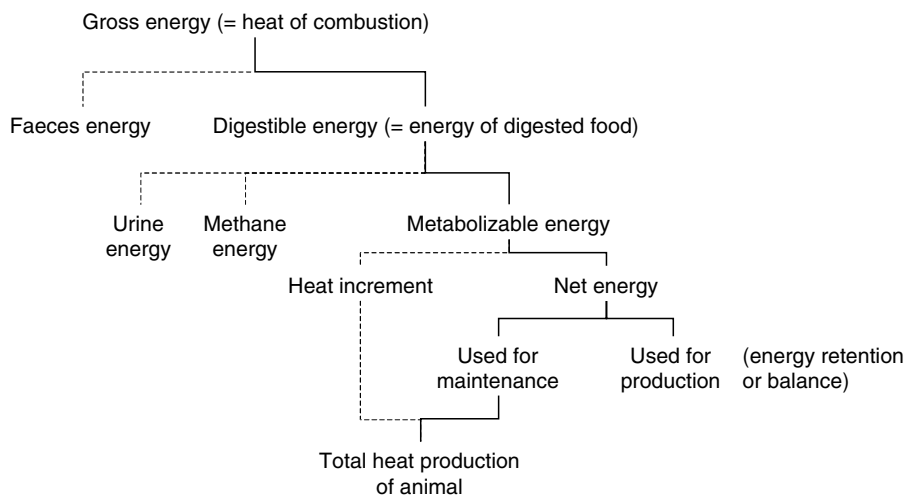 Gross energy (= heat of combustion)
Faeces energy
Digestible energy (= energy of digested food)
Urine
energy
Methane
energy
Metabolizable energy
Heat increment
Net energy
Used for
maintenance
Used for
production
(energy retention
or balance)
Total heat production
of animal